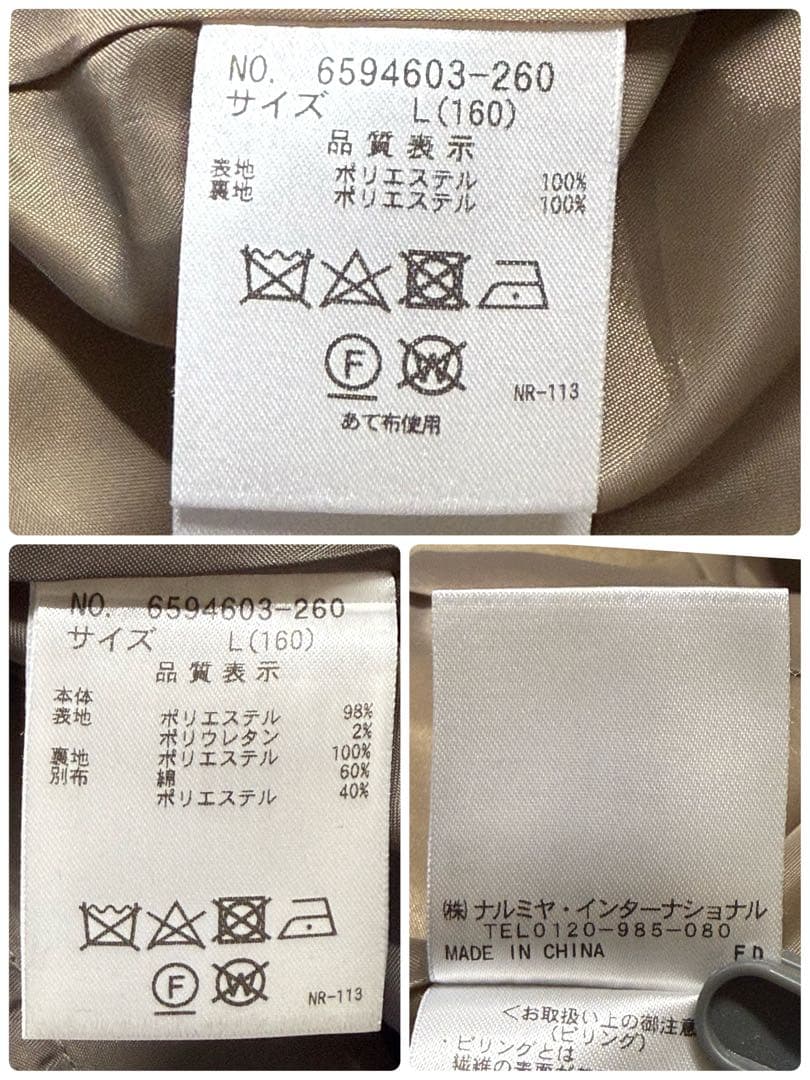 NO. 6594603-260
サイズ L(160)
品質表示
表地 ポリエステル 100%
裏地 ポリエステル 100%
F W
NR-113
あて布使用
NO. 6594603-260
サイズ L(160)
品質表示
本体
表地 ポリエステル 98%
ポリウレタン 2%
裏地 ポリエステル 100%
別布 綿 60%
ポリエステル 40%
F W
NR-113
㈱ナルミヤ・インターナショナル
TEL0120-985-080
MADE IN CHINA F D
<お取扱い上の御注意
(ピリング)
・ピリングとは
繊維の表面が